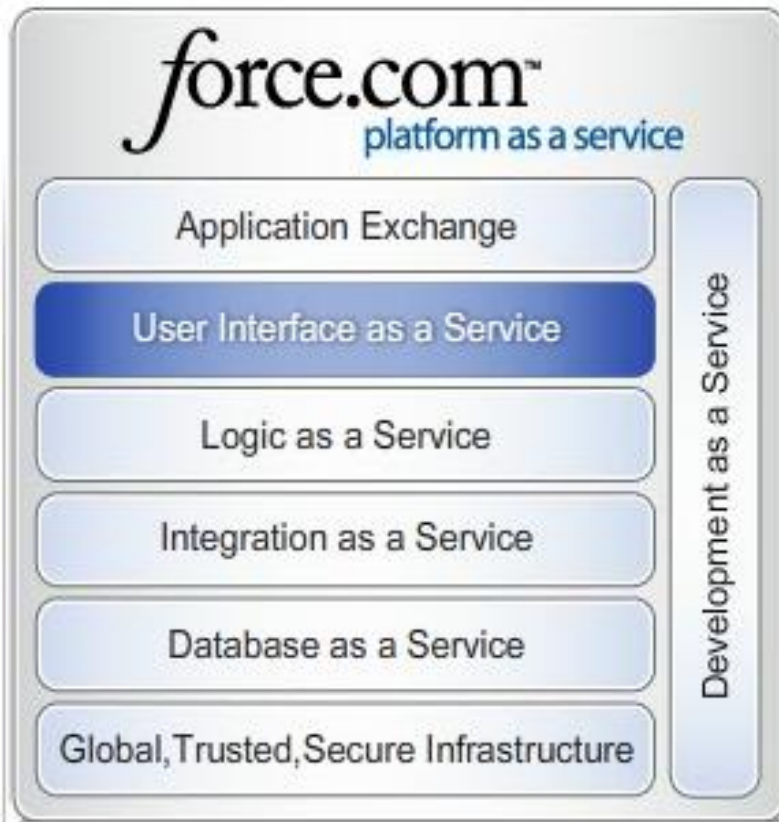 force.com™
platform as a service
Application Exchange
User Interface as a Service
Logic as a Service
Integration as a Service
Database as a Service
Global,Trusted,Secure Infrastructure
Development as a Service